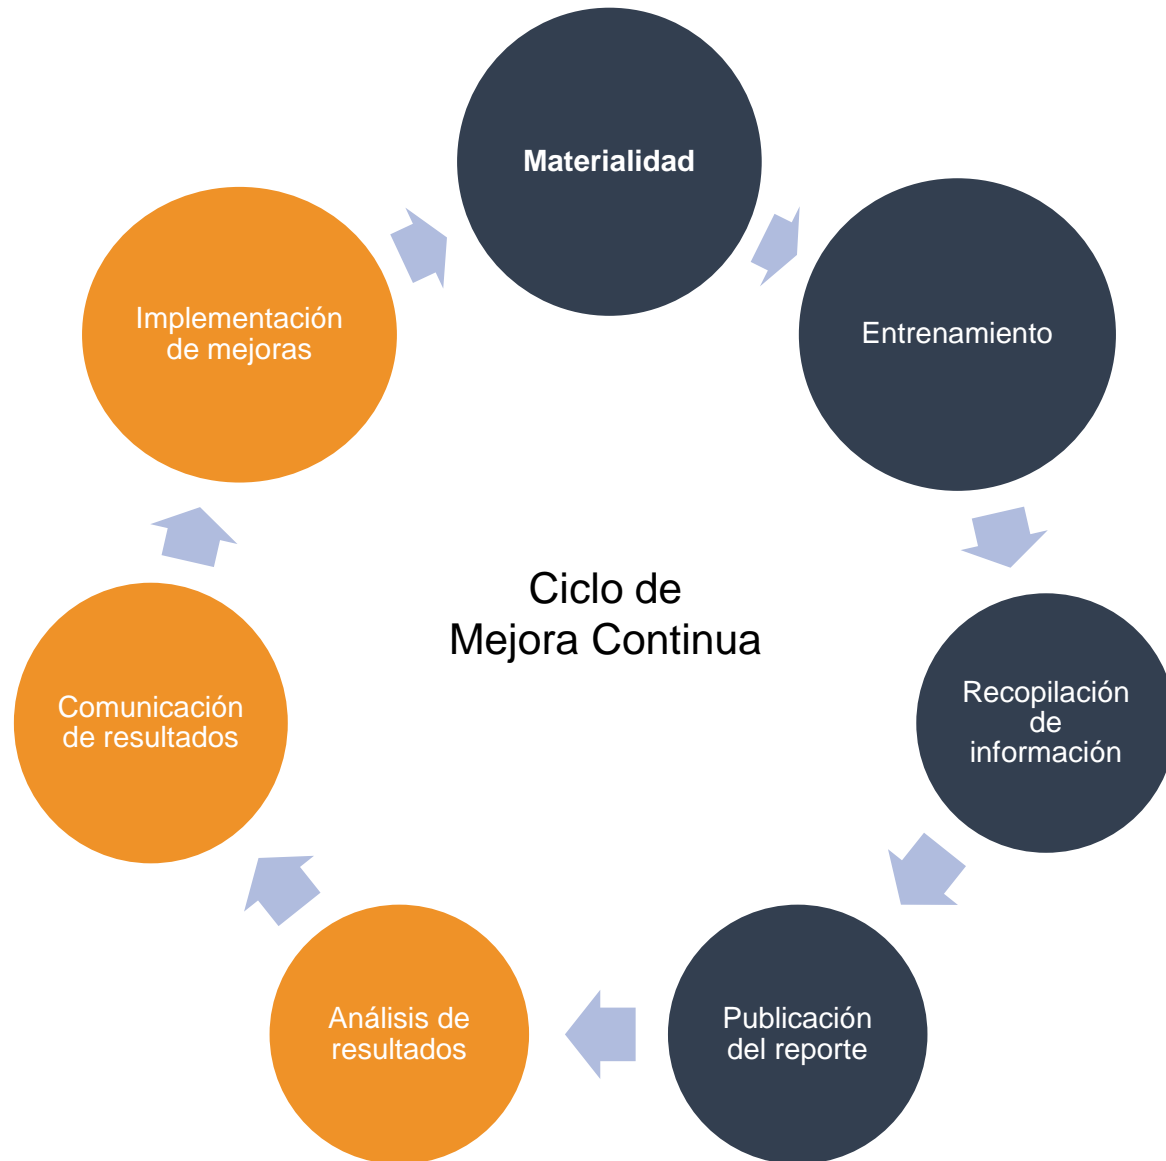 Materialidad
Entrenamiento
Recopilación
de
información
Publicación
del reporte
Análisis de
resultados
Comunicación
de resultados
Implementación
de mejoras
Ciclo de
Mejora Continua